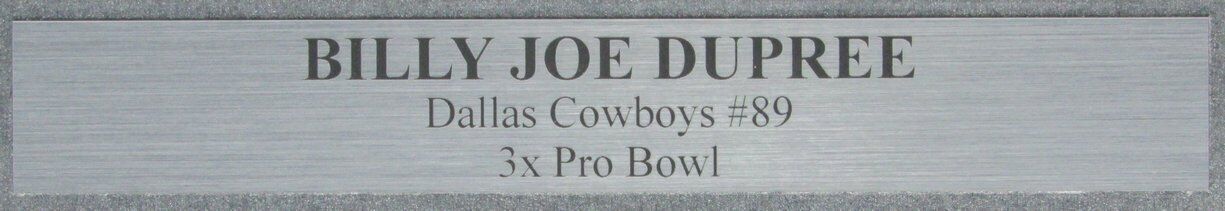 BILLY JOE DUPREE
Dallas Cowboys #89
3x Pro Bowl